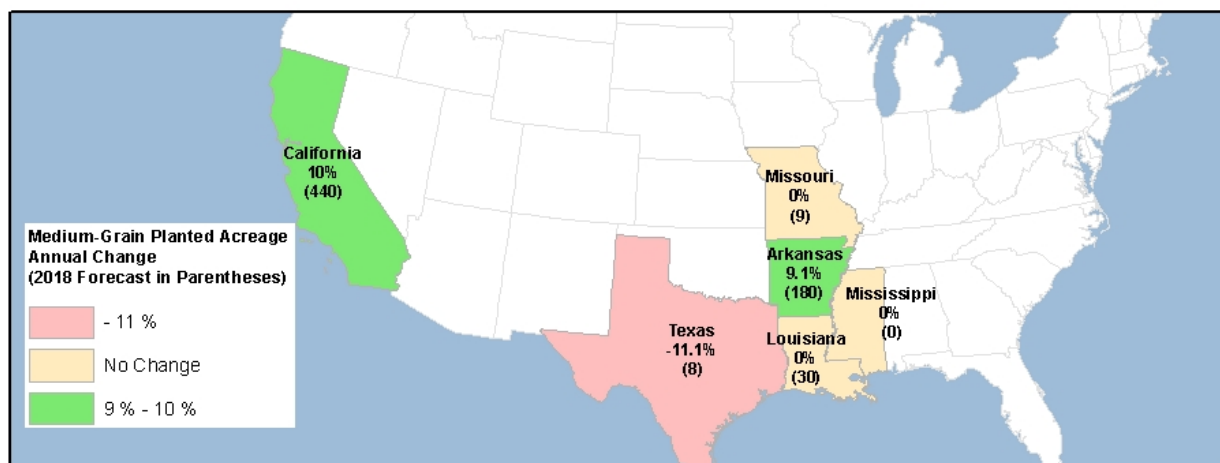 California
10%
(440)
Missouri
0%
(9)
Arkansas
9.1%
(180)
Mississippi
0%
(0)
Texas
-11.1%
(8)
Louisiana
0%
(30)
Medium-Grain Planted Acreage
Annual Change
(2018 Forecast in Parentheses)
- 11 %
No Change
9 % - 10 %